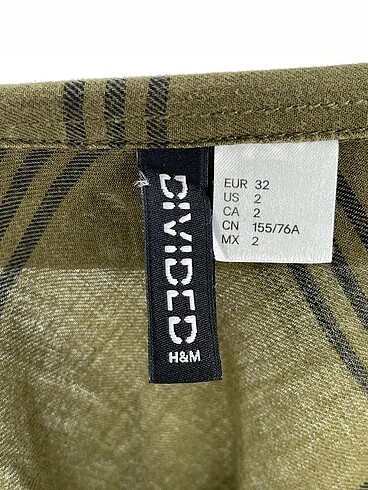 DIVIDED
H&M
EUR 32
US 2
CA 2
CN 155/76A
MX 2